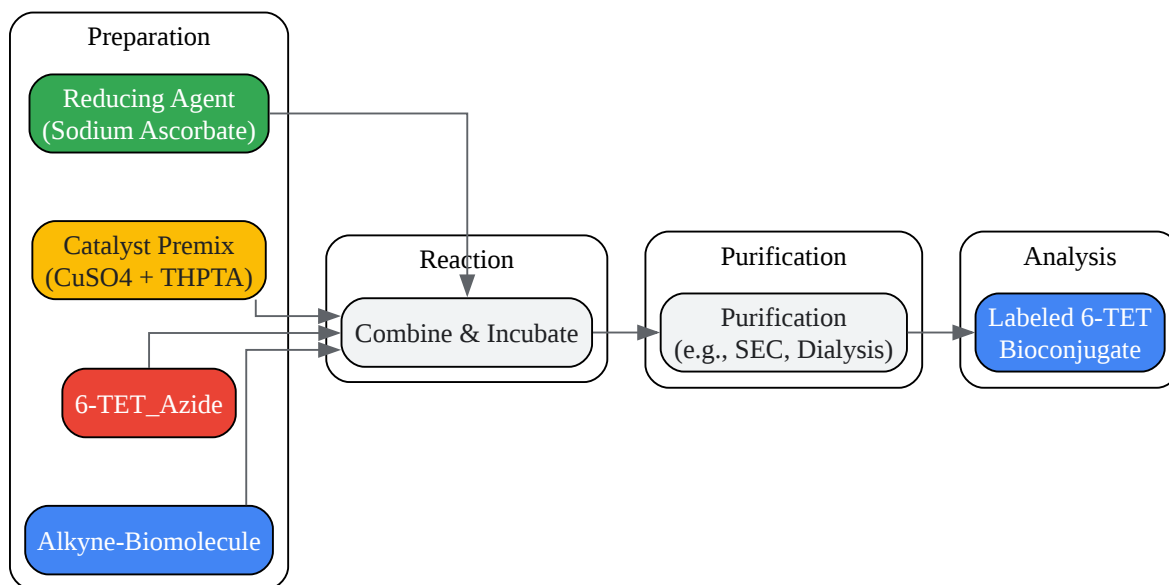 Preparation
Reducing Agent
(Sodium Ascorbate)
Catalyst Premix
(CuSO4 + THPTA)
6-TET_Azide
Alkyne-Biomolecule
Reaction
Combine & Incubate
Purification
Purification
(e.g., SEC, Dialysis)
Analysis
Labeled 6-TET
Bioconjugate